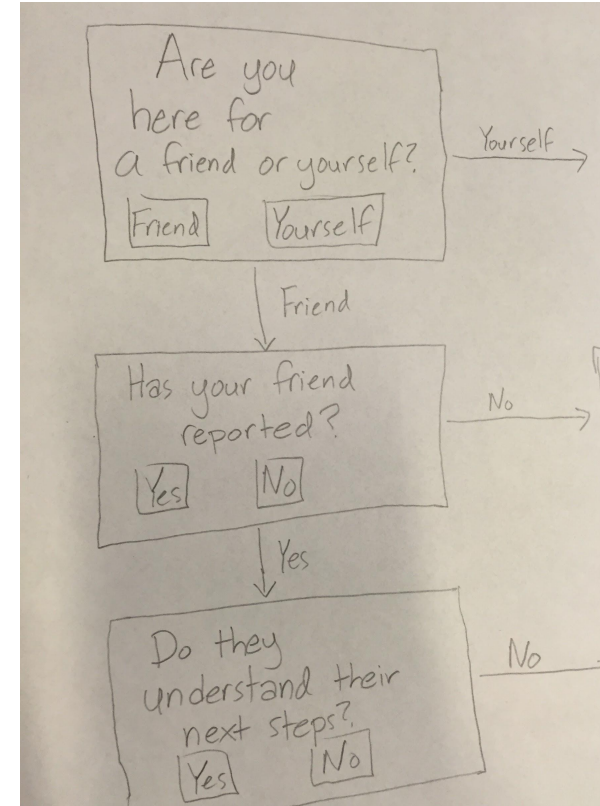 Are you
here for
a friend or yourself?
Friend Yourself
Yourself
Friend
Has your friend
reported?
Yes No
No
Yes
Do they
understand their
next steps?
Yes No
No